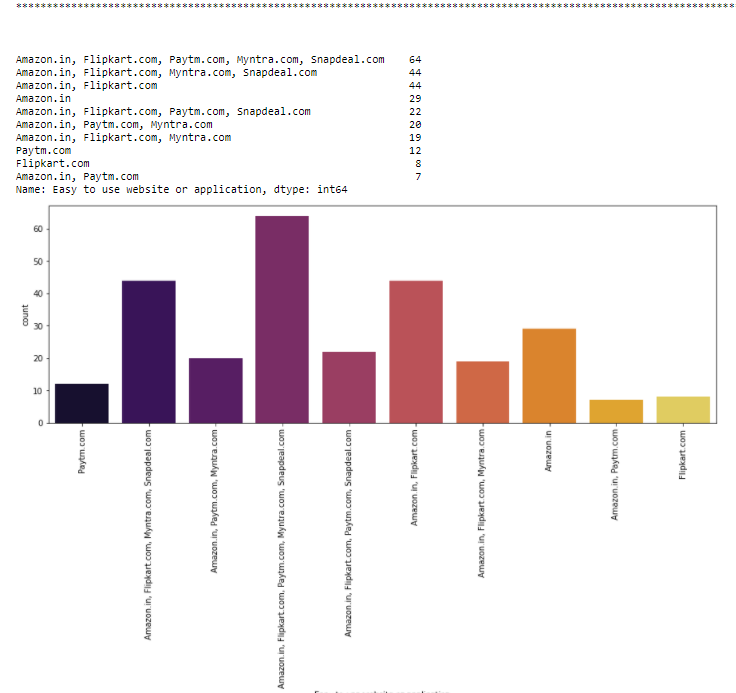 **********************************************************************************************************************
Amazon.in, Flipkart.com, Paytm.com, Myntra.com, Snapdeal.com    64
Amazon.in, Flipkart.com, Myntra.com, Snapdeal.com               44
Amazon.in, Flipkart.com                                         44
Amazon.in                                                       29
Amazon.in, Flipkart.com, Paytm.com, Snapdeal.com                22
Amazon.in, Paytm.com, Myntra.com                                20
Amazon.in, Flipkart.com, Myntra.com                             19
Paytm.com                                                       12
Flipkart.com                                                     8
Amazon.in, Paytm.com                                             7
Name: Easy to use website or application, dtype: int64
60
50
40
30
20
10
0
count
Paytm.com
Amazon.in, Flipkart.com, Myntra.com, Snapdeal.com
Amazon.in, Paytm.com, Myntra.com
Amazon.in, Flipkart.com, Paytm.com, Myntra.com, Snapdeal.com
Amazon.in, Flipkart.com, Paytm.com, Snapdeal.com
Amazon.in, Flipkart.com
Amazon.in, Flipkart.com, Myntra.com
Amazon.in
Amazon.in, Paytm.com
Flipkart.com